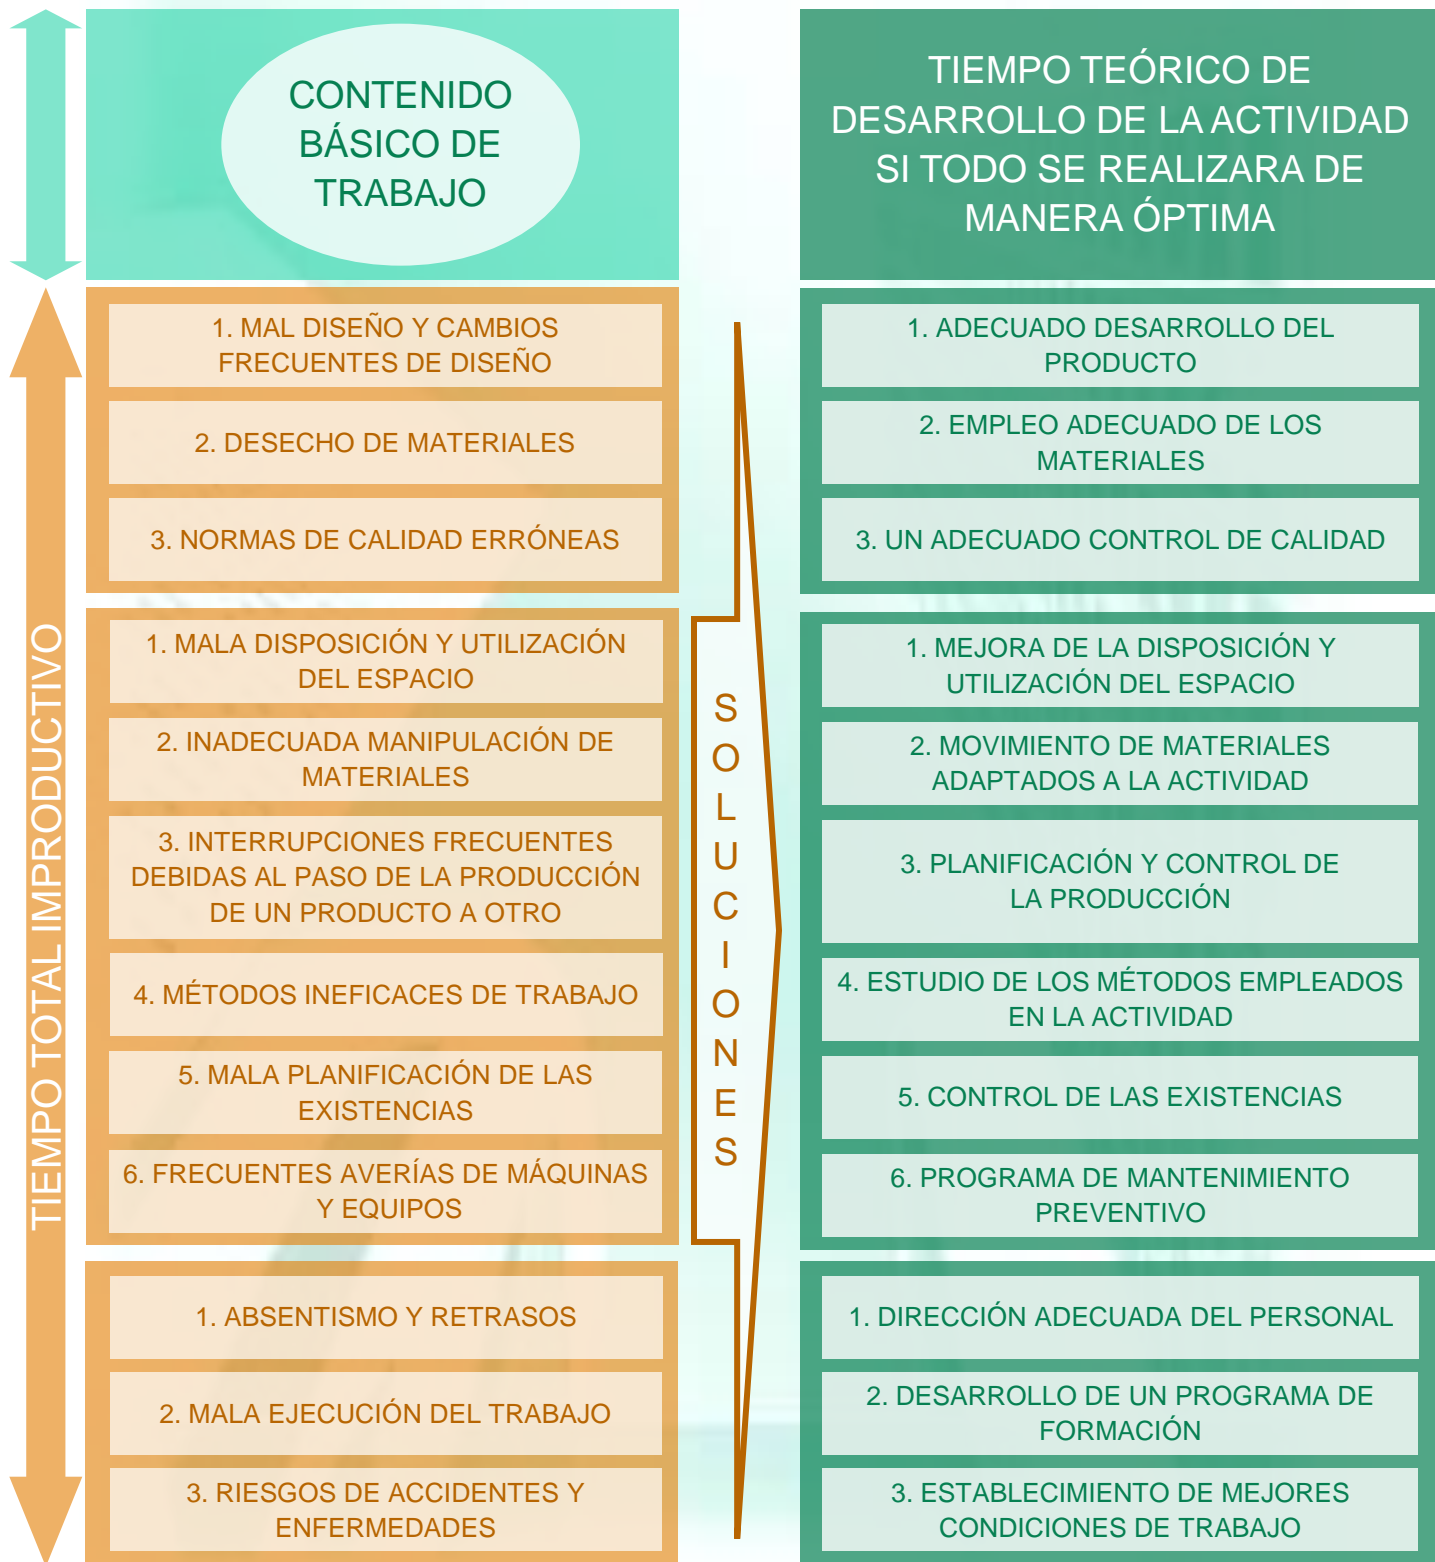 CONTENIDO
BÁSICO DE
TRABAJO
TIEMPO TEÓRICO DE
DESARROLLO DE LA ACTIVIDAD
SI TODO SE REALIZARA DE
MANERA ÓPTIMA
TIEMPO TOTAL IMPRODUCTIVO
1. MAL DISEÑO Y CAMBIOS
FRECUENTES DE DISEÑO
2. DESECHO DE MATERIALES
3. NORMAS DE CALIDAD ERRÓNEAS
1. MALA DISPOSICIÓN Y UTILIZACIÓN
DEL ESPACIO
2. INADECUADA MANIPULACIÓN DE
MATERIALES
3. INTERRUPCIONES FRECUENTES
DEBIDAS AL PASO DE LA PRODUCCIÓN
DE UN PRODUCTO A OTRO
4. MÉTODOS INEFICACES DE TRABAJO
5. MALA PLANIFICACIÓN DE LAS
EXISTENCIAS
6. FRECUENTES AVERÍAS DE MÁQUINAS
Y EQUIPOS
1. ABSENTISMO Y RETRASOS
2. MALA EJECUCIÓN DEL TRABAJO
3. RIESGOS DE ACCIDENTES Y
ENFERMEDADES
SOLUCIONES
1. ADECUADO DESARROLLO DEL
PRODUCTO
2. EMPLEO ADECUADO DE LOS
MATERIALES
3. UN ADECUADO CONTROL DE CALIDAD
1. MEJORA DE LA DISPOSICIÓN Y
UTILIZACIÓN DEL ESPACIO
2. MOVIMIENTO DE MATERIALES
ADAPTADOS A LA ACTIVIDAD
3. PLANIFICACIÓN Y CONTROL DE
LA PRODUCCIÓN
4. ESTUDIO DE LOS MÉTODOS EMPLEADOS
EN LA ACTIVIDAD
5. CONTROL DE LAS EXISTENCIAS
6. PROGRAMA DE MANTENIMIENTO
PREVENTIVO
1. DIRECCIÓN ADECUADA DEL PERSONAL
2. DESARROLLO DE UN PROGRAMA DE
FORMACIÓN
3. ESTABLECIMIENTO DE MEJORES
CONDICIONES DE TRABAJO